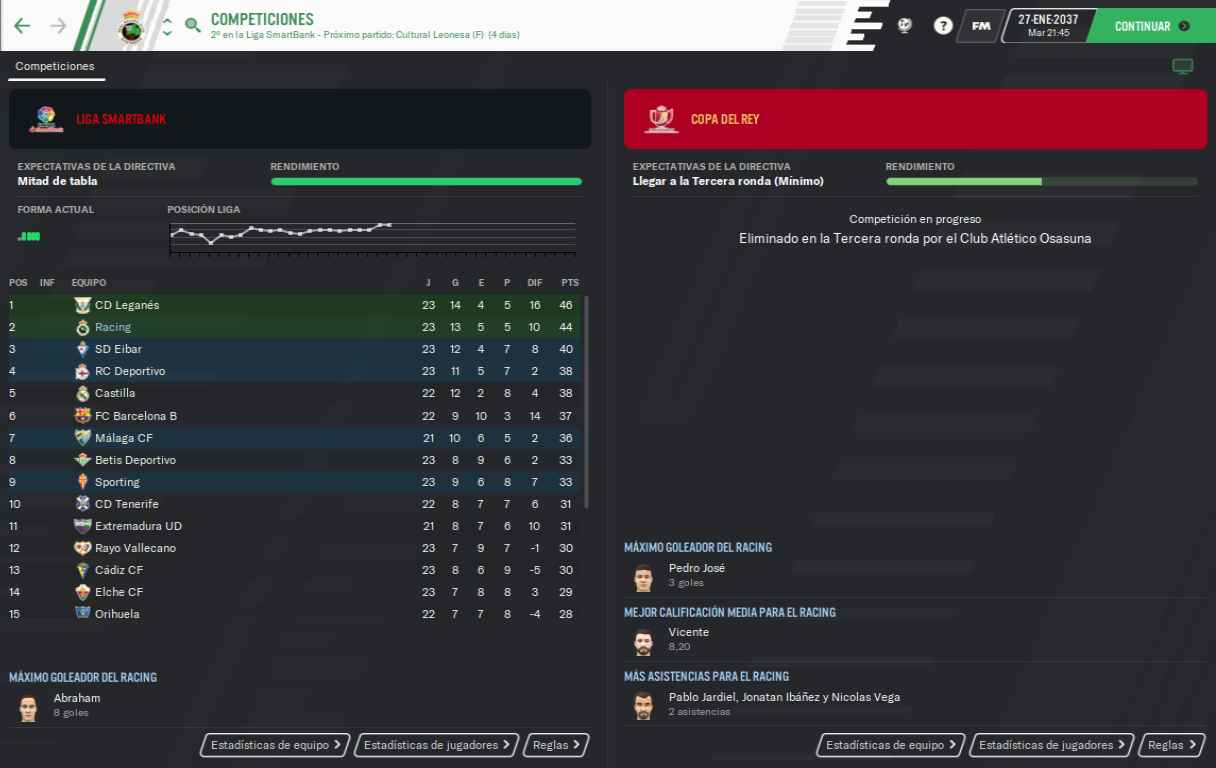 COMPETICIONES
2º en la Liga SmartBank - Próximo partido: Cultural Leonesa (F) (4 días)
FM
27-ENE-2037
Mar 21:45
CONTINUAR
Competiciones
LIGA SMARTBANK
EXPECTATIVAS DE LA DIRECTIVA RENDIMIENTO
Mitad de tabla
FORMA ACTUAL POSICIÓN LIGA
POS INF EQUIPO J G E P DIF PTS
1 CD Leganés 23 14 4 5 16 46
2 Racing 23 13 5 5 10 44
3 SD Eibar 23 12 4 7 8 40
4 RC Deportivo 23 11 5 7 2 38
5 Castilla 22 12 2 8 4 38
6 FC Barcelona B 22 9 10 3 14 37
7 Málaga CF 21 10 6 5 2 36
8 Betis Deportivo 23 8 9 6 2 33
9 Sporting 23 9 6 8 7 33
10 CD Tenerife 22 8 7 7 6 31
11 Extremadura UD 21 8 7 6 10 31
12 Rayo Vallecano 23 7 9 7 -1 30
13 Cádiz CF 23 8 6 9 -5 30
14 Elche CF 23 7 8 8 3 29
15 Orihuela 22 7 7 8 -4 28
MÁXIMO GOLEADOR DEL RACING
Abraham
8 goles
Estadísticas de equipo Estadísticas de jugadores Reglas
COPA DEL REY
EXPECTATIVAS DE LA DIRECTIVA RENDIMIENTO
Llegar a la Tercera ronda (Mínimo)
Competición en progreso
Eliminado en la Tercera ronda por el Club Atlético Osasuna
MÁXIMO GOLEADOR DEL RACING
Pedro José
3 goles
MEJOR CALIFICACIÓN MEDIA PARA EL RACING
Vicente
8,20
MÁS ASISTENCIAS PARA EL RACING
Pablo Jardiel, Jonatan Ibáñez y Nicolas Vega
2 asistencias
Estadísticas de equipo Estadísticas de jugadores Reglas